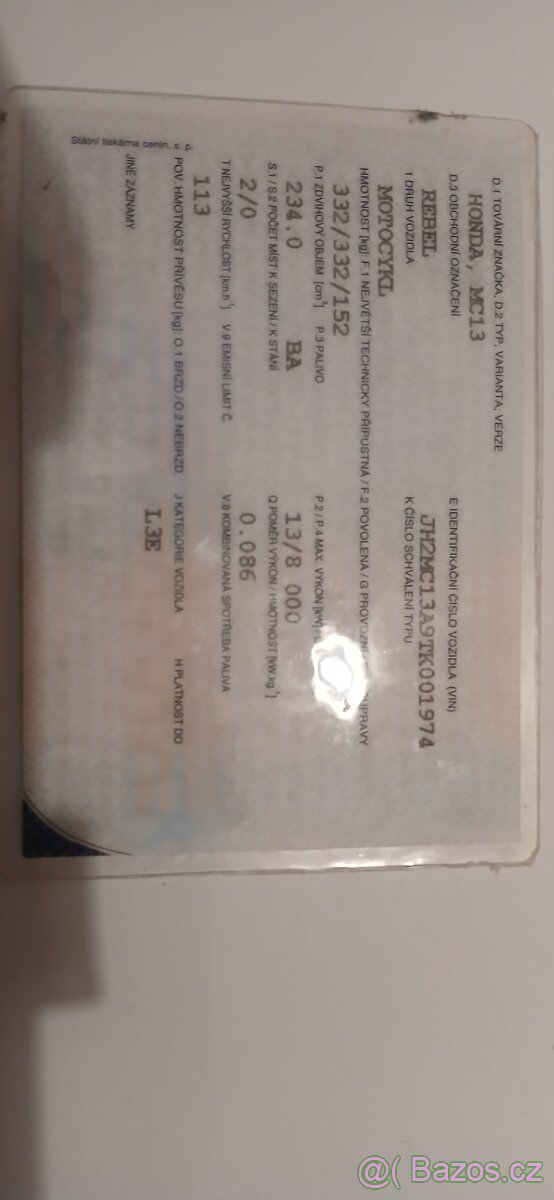 D.1 TOVÁRNÍ ZNAČKA, D.2 TYP, VARIANTA, VERZE
HONDA, MC13
D.3 OBCHODNÍ OZNAČENÍ
REBEL
1 DRUH VOZIDLA
MOTOCYKL
E IDENTIFIKAČNÍ ČÍSLO VOZIDLA (VIN)
JH2MC13A9TK001974
K ČÍSLO SCHVÁLENÍ TYPU
HMOTNOST [kg]: F.1 NEJVĚTŠÍ TECHNICKY PŘÍPUSTNÁ / F.2 POVOLENÁ / G PROVOZNÍ / SOUPRAVY
332/332/152
P.1 ZDVIHOVÝ OBJEM [cm³] P.3 PALIVO P.2 / P.4 MAX. VÝKON [kW]
234.0 BA 13/8 000
S.1 / S.2 POČET MÍST K SEZENÍ / K STÁNÍ Q POMĚR VÝKON / HMOTNOST [kW.kg⁻¹]
2/0 0.086
T NEJVYŠŠÍ RYCHLOST [km.h⁻¹] V.9 EMISNÍ LIMIT Č V.8 KOMBINOVANÁ SPOTŘEBA PALIVA
113
POV. HMOTNOST PŘÍVĚSU [kg]: O.1 BRZD / O.2 NEBRZD J KATEGORIE VOZIDLA H PLATNOST DO
L3E
JINÉ ZÁZNAMY
Státní tiskárna cenin, s. p.
@( Bazos.cz